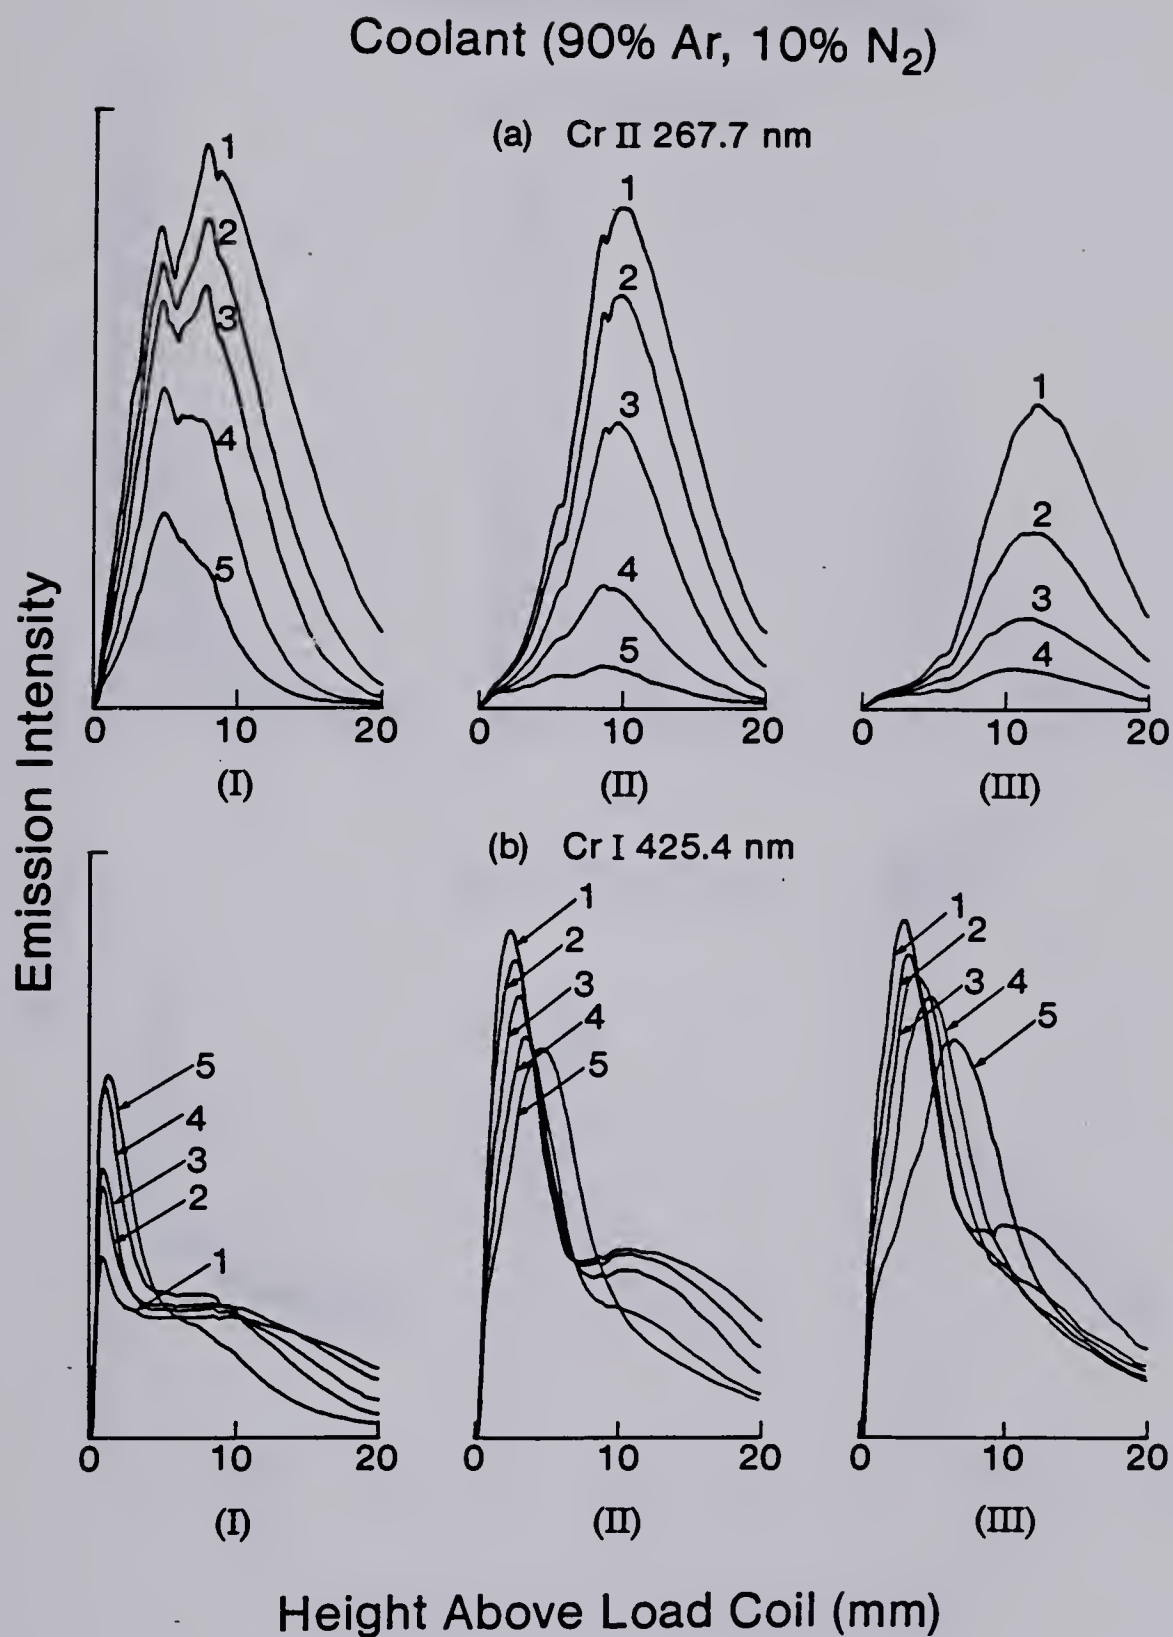 Coolant (90% Ar, 10% N₂)
(a) Cr II 267.7 nm
1
2
3
4
5
0 10 20
(I)
1
2
3
4
5
0 10 20
(II)
1
2
3
4
0 10 20
(III)
Emission Intensity
(b) Cr I 425.4 nm
5
4
3
2
1
0 10 20
(I)
1
2
3
4
5
0 10 20
(II)
1
2
3
4
5
0 10 20
(III)
Height Above Load Coil (mm)